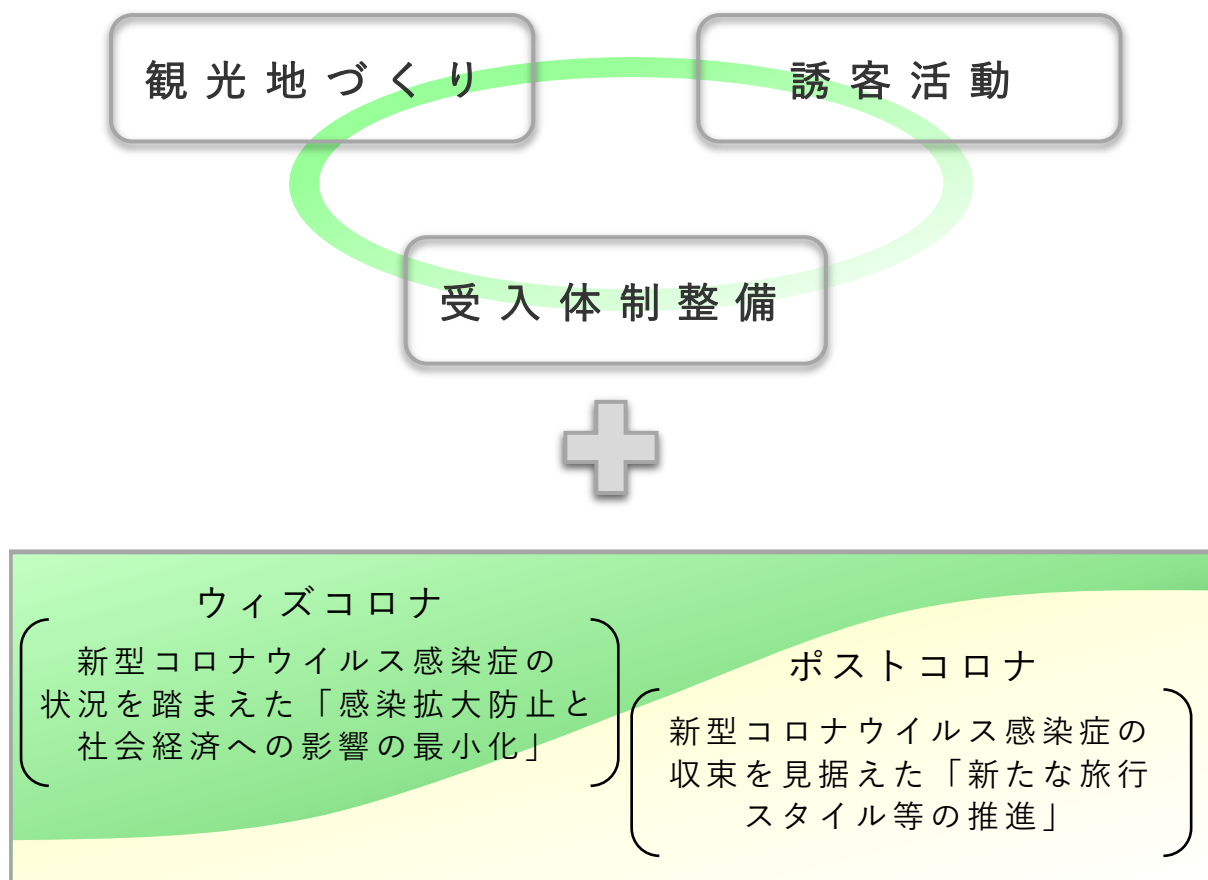 観光地づくり
誘客活動
受入体制整備
ウィズコロナ
新型コロナウイルス感染症の
状況を踏まえた「感染拡大防止と
社会経済への影響の最小化」
ポストコロナ
新型コロナウイルス感染症の
収束を見据えた「新たな旅行
スタイル等の推進」